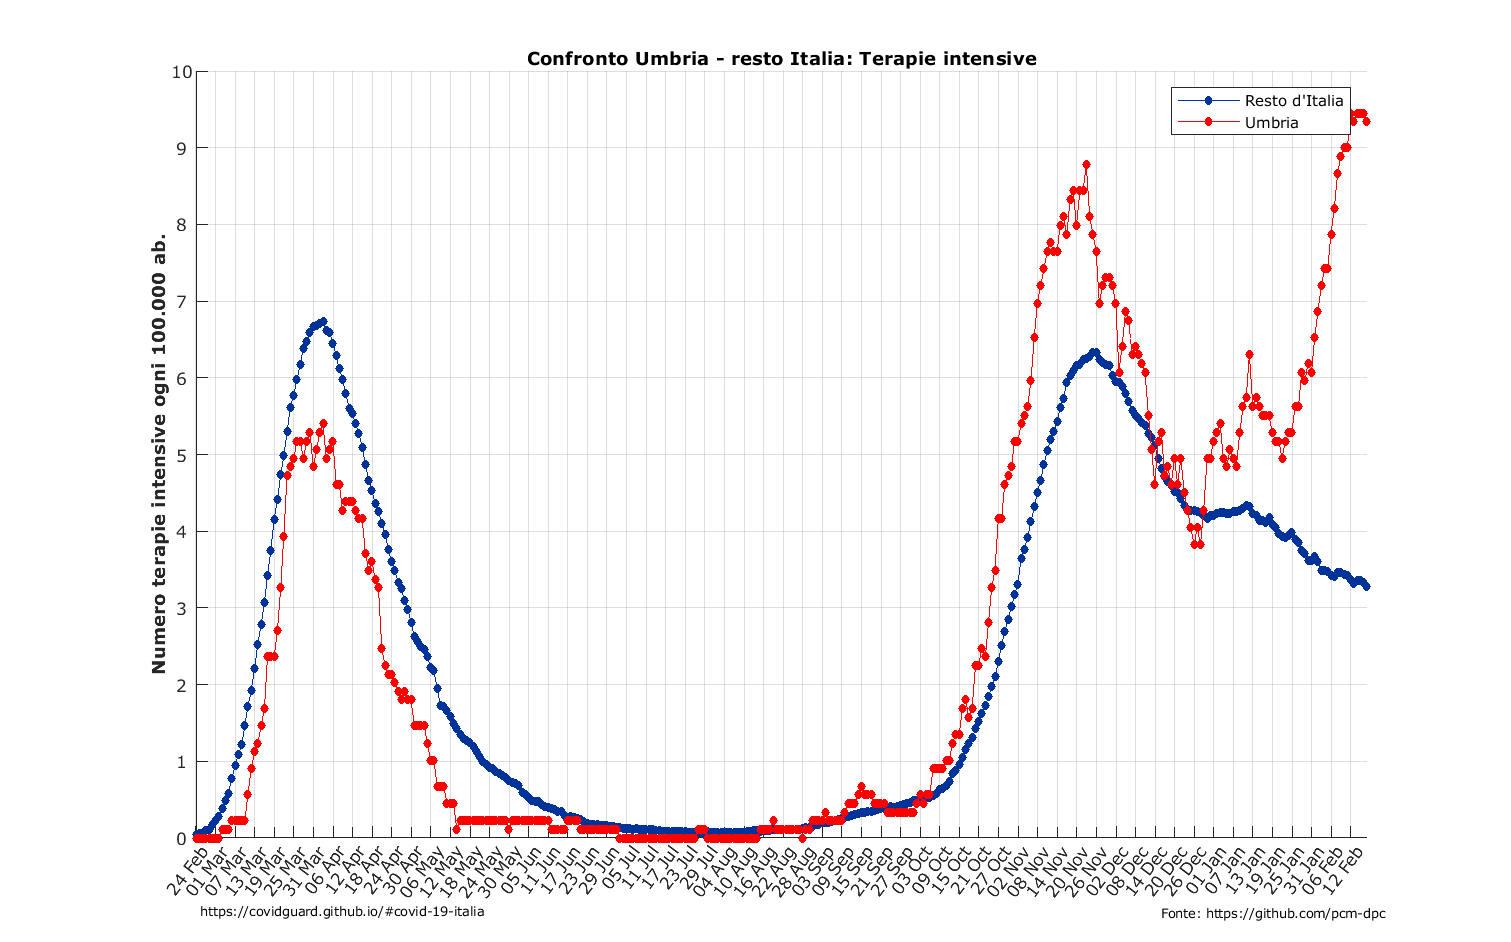 Confronto Umbria - resto Italia: Terapie intensive
Numero terapie intensive ogni 100.000 ab.
10
9
8
7
6
5
4
3
2
1
0
Resto d'Italia
Umbria
24 Feb
01 Mar
07 Mar
13 Mar
19 Mar
25 Mar
31 Mar
06 Apr
12 Apr
18 Apr
24 Apr
30 Apr
06 May
12 May
18 May
24 May
30 May
05 Jun
11 Jun
17 Jun
23 Jun
29 Jun
05 Jul
11 Jul
17 Jul
23 Jul
29 Jul
04 Aug
10 Aug
16 Aug
22 Aug
28 Aug
03 Sep
09 Sep
15 Sep
21 Sep
27 Sep
03 Oct
09 Oct
15 Oct
21 Oct
27 Oct
02 Nov
08 Nov
14 Nov
20 Nov
26 Nov
02 Dec
08 Dec
14 Dec
20 Dec
26 Dec
01 Jan
07 Jan
13 Jan
19 Jan
25 Jan
31 Jan
06 Feb
12 Feb
https://covidguard.github.io/#covid-19-italia
Fonte: https://github.com/pcm-dpc